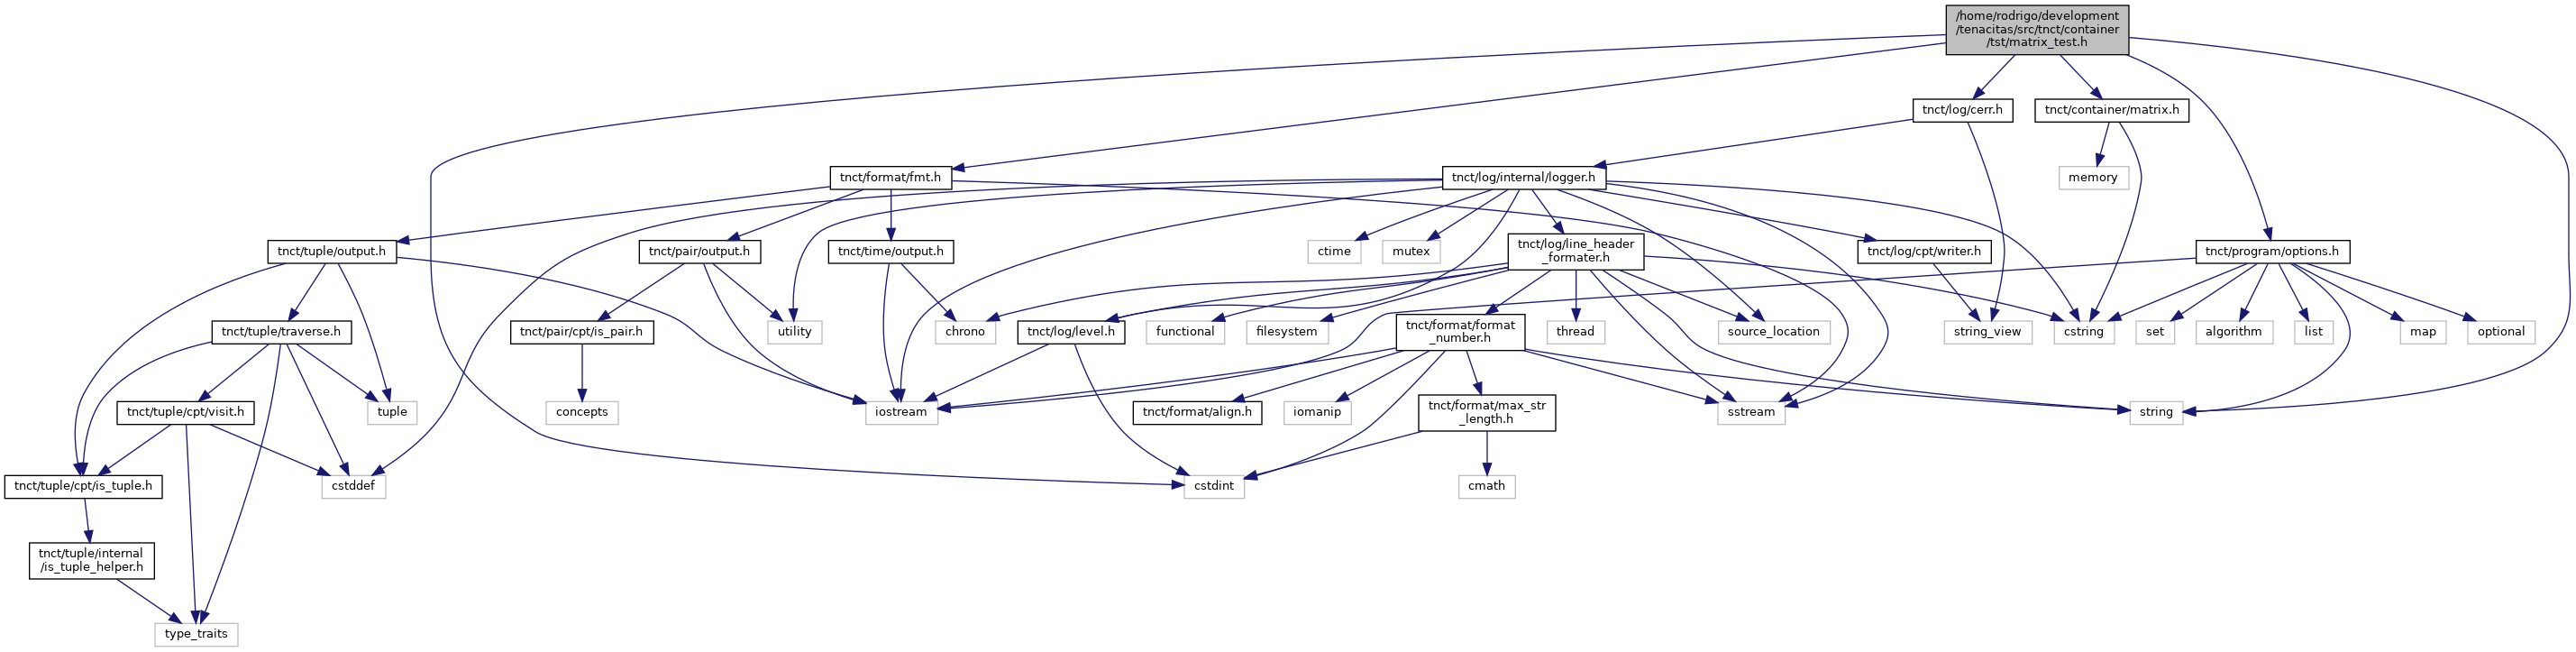 /home/rodrigo/development
/tenacitas/src/tnct/container
/tst/matrix_test.h
tnct/log/cerr.h
tnct/container/matrix.h
tnct/format/fmt.h
tnct/log/internal/logger.h
memory
tnct/tuple/output.h
tnct/pair/output.h
tnct/time/output.h
ctime
mutex
tnct/log/line_header
_formater.h
tnct/log/cpt/writer.h
tnct/program/options.h
tnct/tuple/traverse.h
tnct/pair/cpt/is_pair.h
utility
chrono
tnct/log/level.h
functional
filesystem
tnct/format/format
_number.h
thread
source_location
string_view
cstring
set
algorithm
list
map
optional
tnct/tuple/cpt/visit.h
tuple
concepts
iostream
tnct/format/align.h
iomanip
tnct/format/max_str
_length.h
sstream
string
tnct/tuple/cpt/is_tuple.h
cstddef
cstdint
cmath
tnct/tuple/internal
/is_tuple_helper.h
type_traits